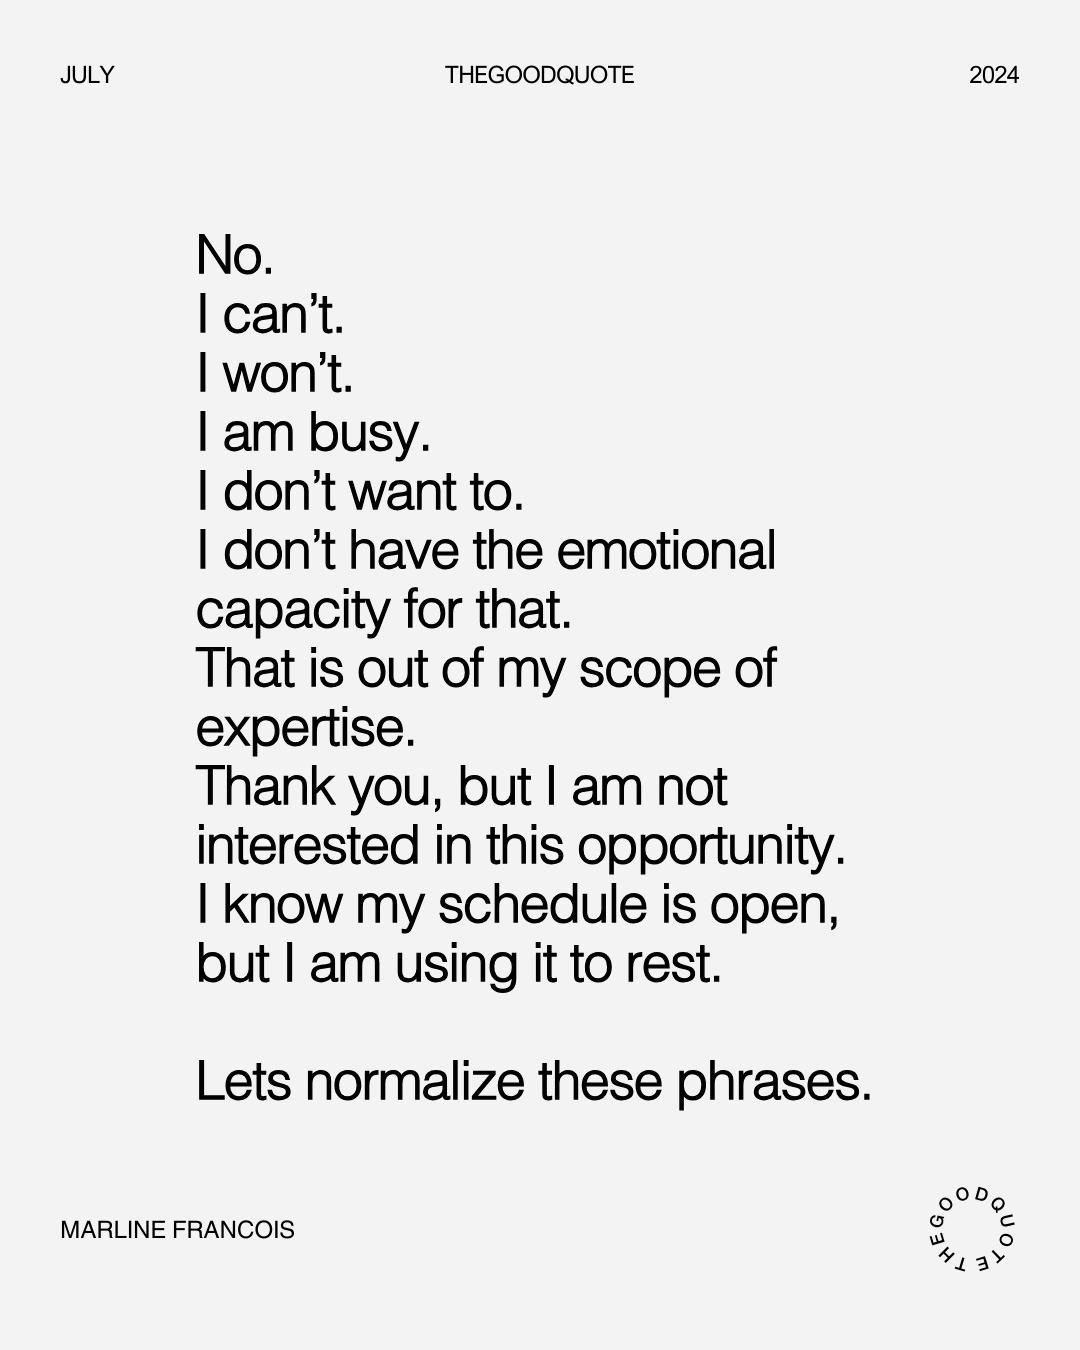 JULY THEGOODQUOTE 2024
No.
I can’t.
I won’t.
I am busy.
I don’t want to.
I don’t have the emotional
capacity for that.
That is out of my scope of
expertise.
Thank you, but I am not
interested in this opportunity.
I know my schedule is open,
but I am using it to rest.
Lets normalize these phrases.
MARLINE FRANCOIS
THEGOODQUOTE